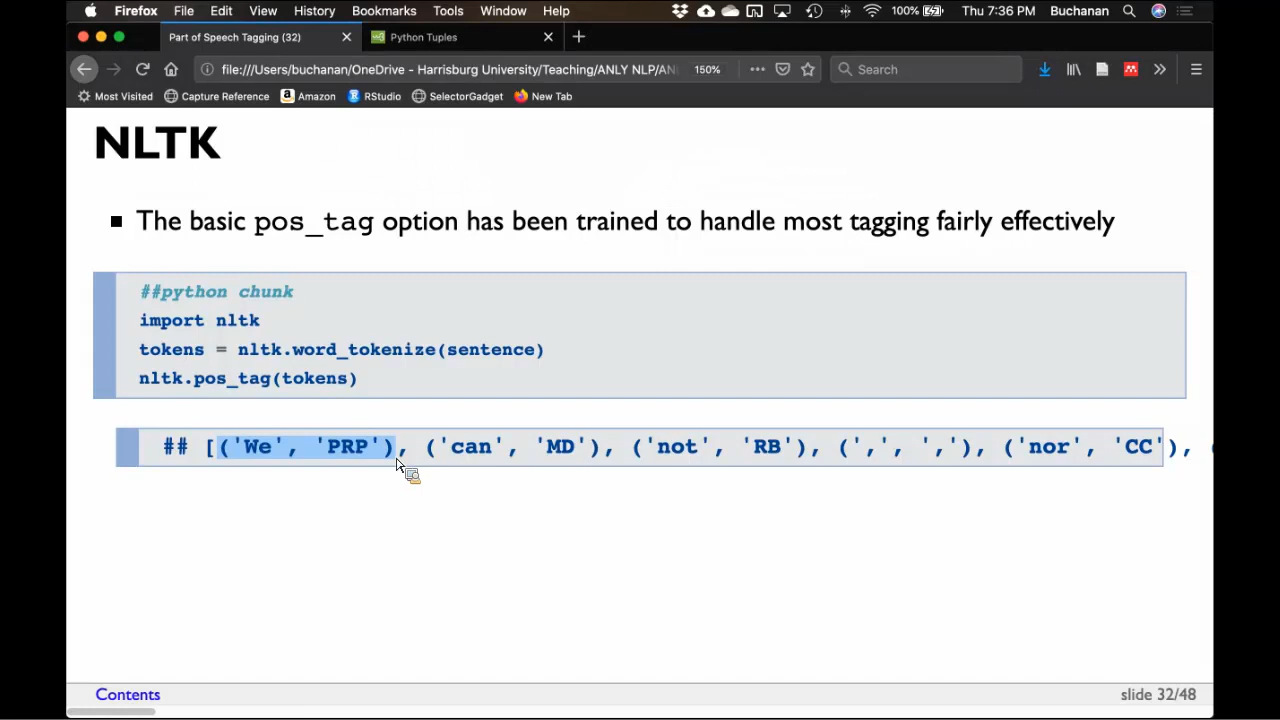 Firefox File Edit View History Bookmarks Tools Window Help 100% Thu 7:36 PM Buchanan
Part of Speech Tagging (32) Python Tuples
file:///Users/buchanan/OneDrive - Harrisburg University/Teaching/ANLY NLP/AN 150% Search
Most Visited Capture Reference Amazon RStudio SelectorGadget New Tab
NLTK
The basic pos_tag option has been trained to handle most tagging fairly effectively
##python chunk
import nltk
tokens = nltk.word_tokenize(sentence)
nltk.pos_tag(tokens)
## [('We', 'PRP'), ('can', 'MD'), ('not', 'RB'), (',', ','), ('nor', 'CC'), (
Contents slide 32/48